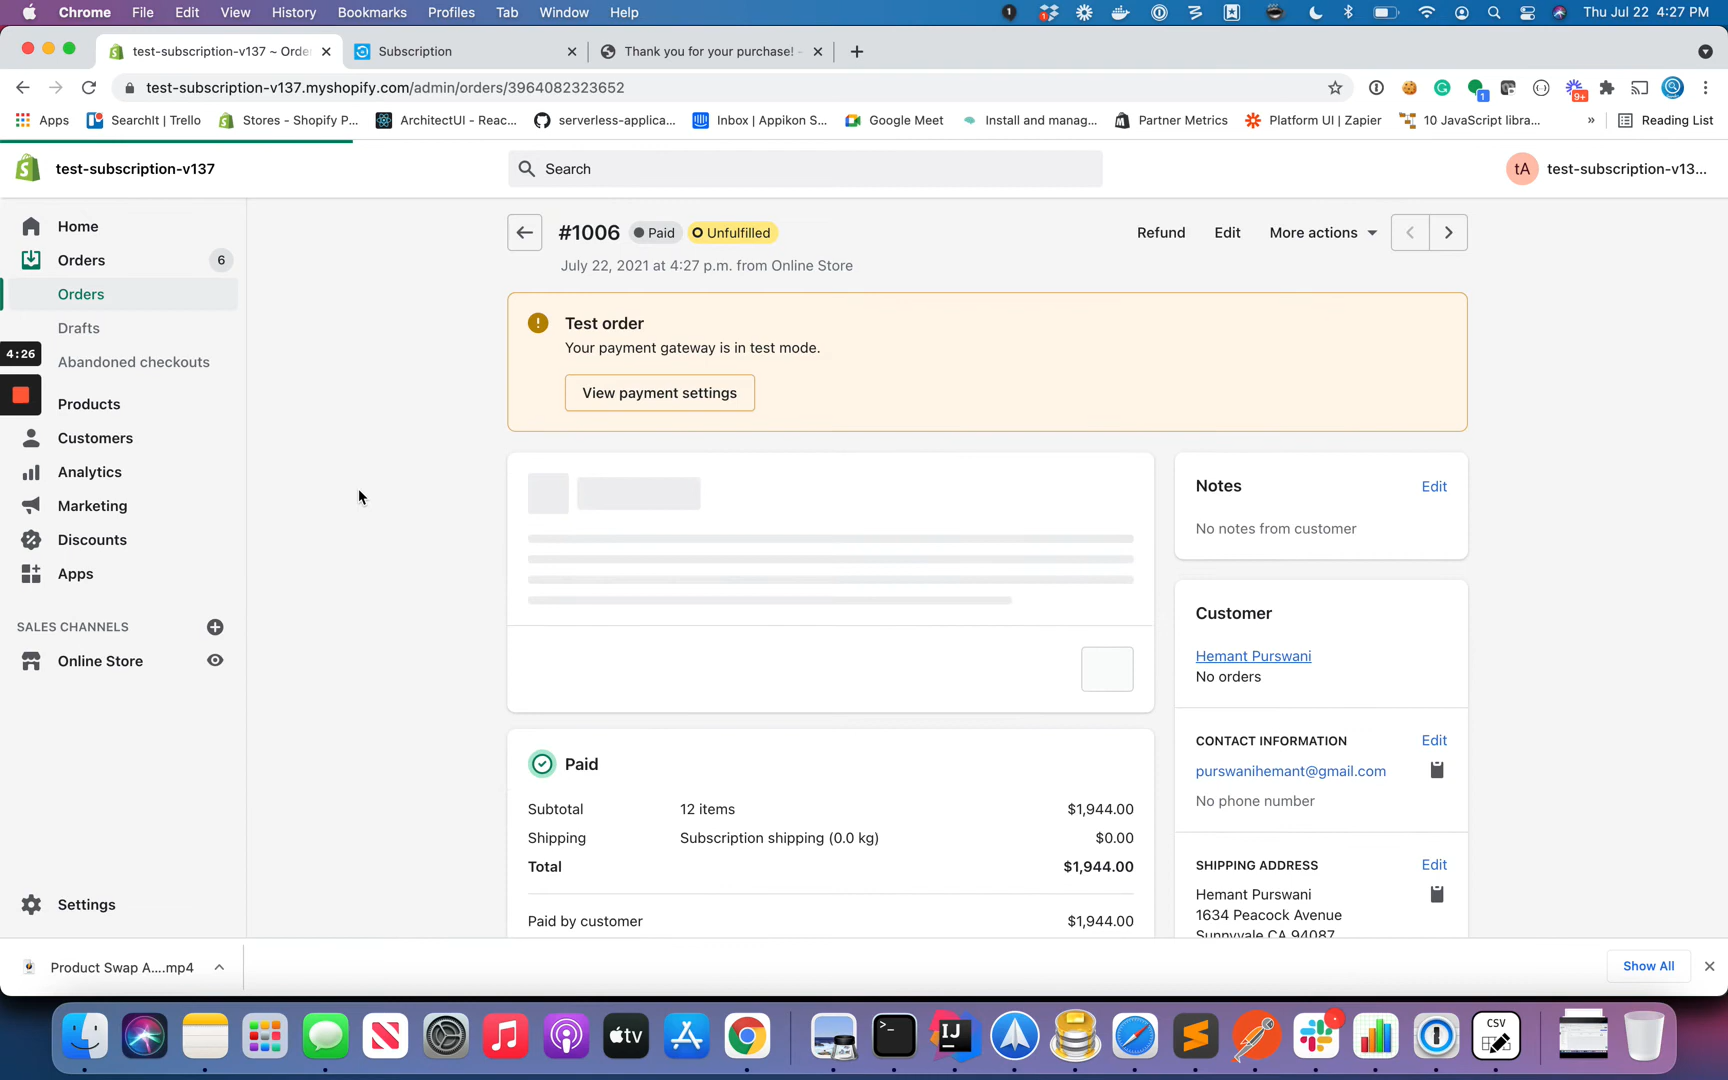 Chrome File Edit View History Bookmarks Profiles Tab Window Help Thu Jul 22 4:27 PM
test-subscription-v137 ~ Orde
Subscription
Thank you for your purchase! -
test-subscription-v137.myshopify.com/admin/orders/3964082323652
1
9+
Apps
SearchIt | Trello
Stores - Shopify P...
ArchitectUI - Reac...
serverless-applica...
Inbox | Appikon S...
Google Meet
Install and manag...
Partner Metrics
Platform UI | Zapier
10 JavaScript libra...
»
Reading List
test-subscription-v137
Search
tA
test-subscription-v13...
Home
Orders 6
Orders
Drafts
4:26
Abandoned checkouts
Products
Customers
Analytics
Marketing
Discounts
Apps
SALES CHANNELS
Online Store
Settings
#1006 Paid Unfulfilled
Refund Edit More actions
July 22, 2021 at 4:27 p.m. from Online Store
Test order
Your payment gateway is in test mode.
View payment settings
Paid
Subtotal 12 items $1,944.00
Shipping Subscription shipping (0.0 kg) $0.00
Total $1,944.00
Paid by customer $1,944.00
Notes Edit
No notes from customer
Customer
Hemant Purswani
No orders
CONTACT INFORMATION Edit
purswanihemant@gmail.com
No phone number
SHIPPING ADDRESS Edit
Hemant Purswani
1634 Peacock Avenue
Sunnyvale CA 94087
Product Swap A....mp4
Show All
tv
CSV